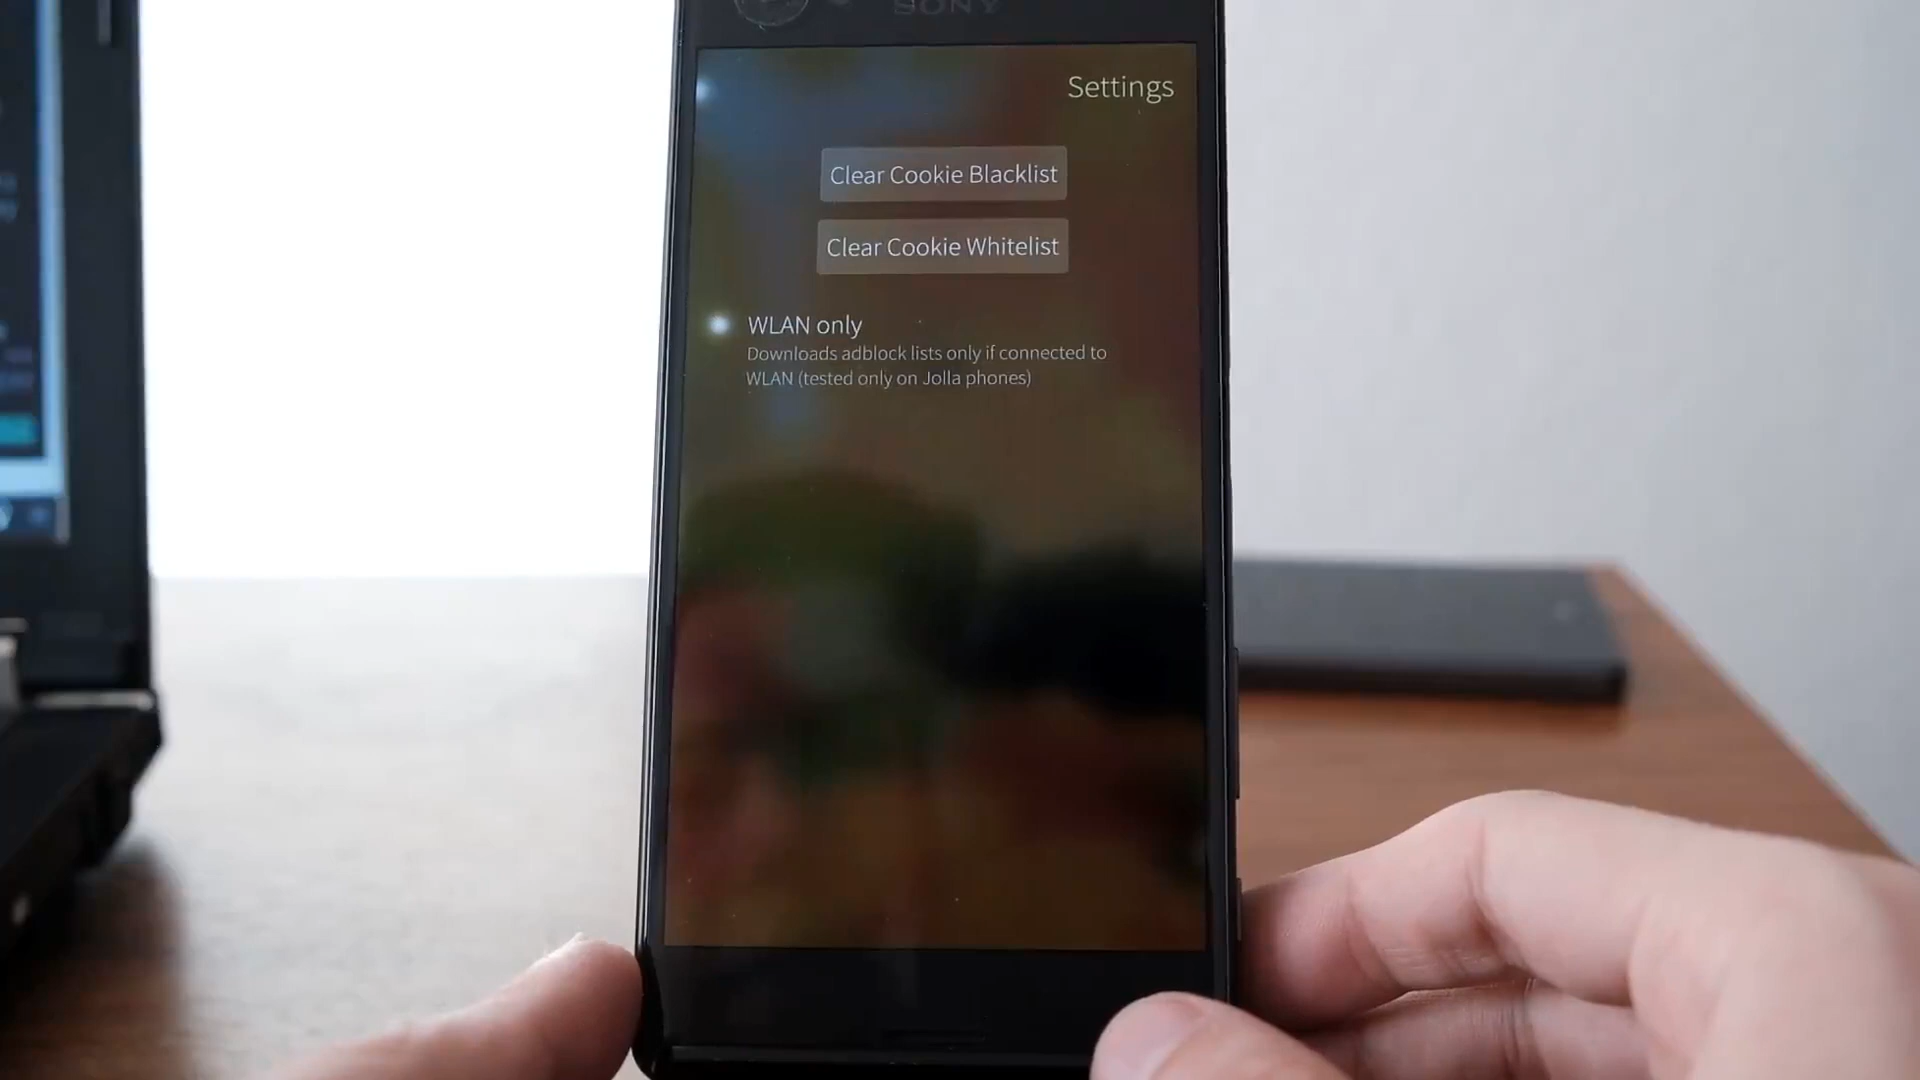 SONY
Settings
Clear Cookie Blacklist
Clear Cookie Whitelist
WLAN only
Downloads adblock lists only if connected to
WLAN (tested only on Jolla phones)